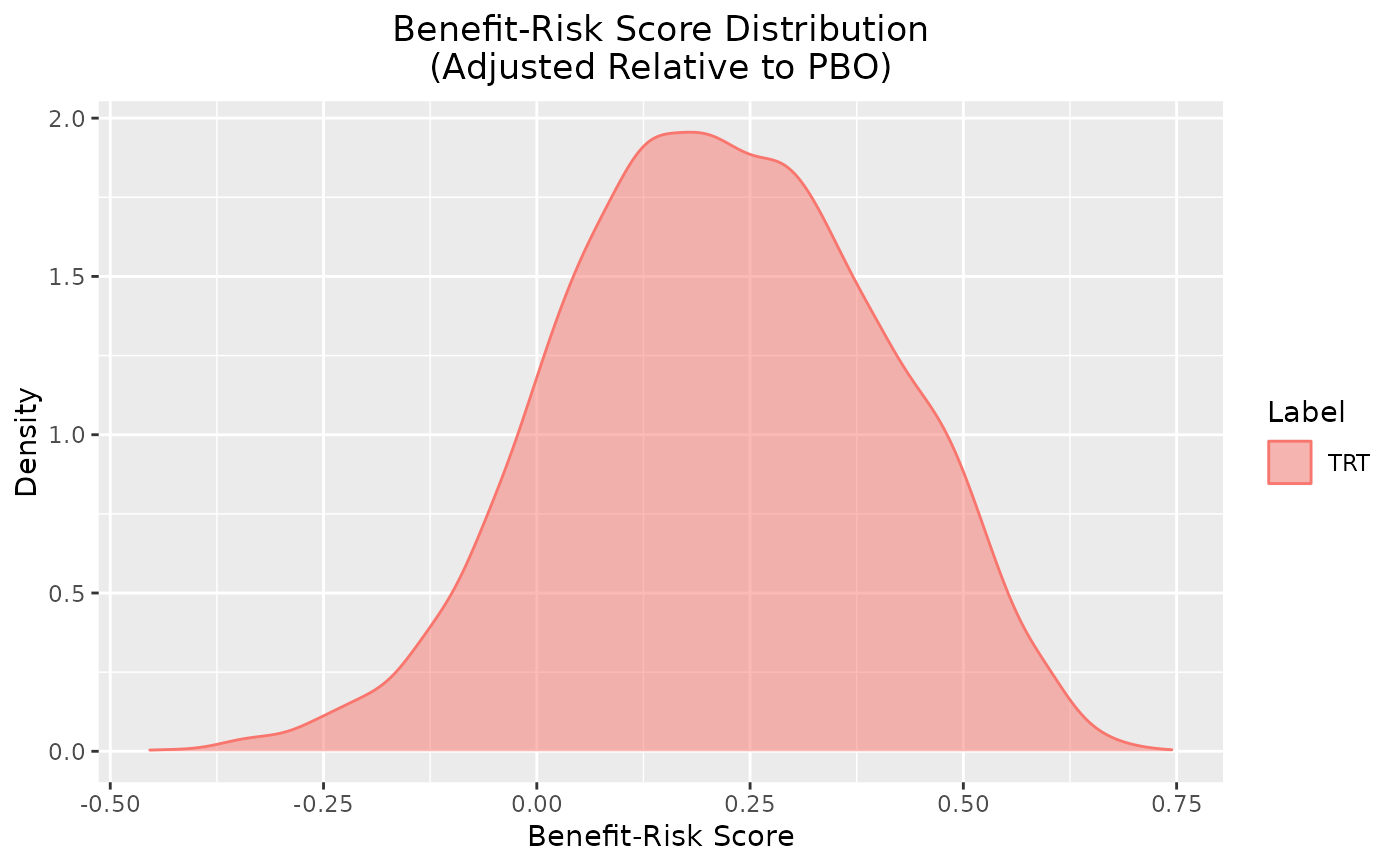 Benefit-Risk Score Distribution
(Adjusted Relative to PBO)
2.0
1.5
1.0
0.5
0.0
Density
-0.50
-0.25
0.00
0.25
0.50
0.75
Benefit-Risk Score
Label
TRT